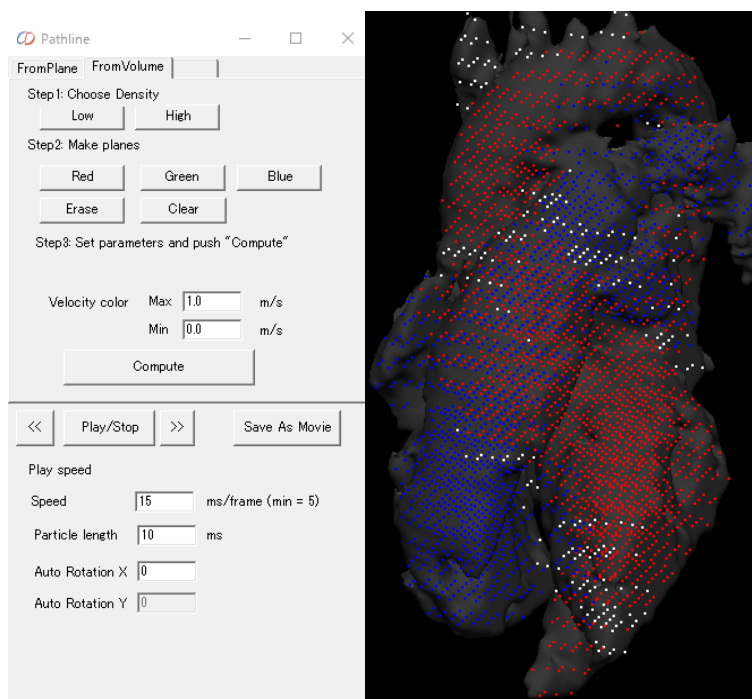 Pathline
FromPlane FromVolume
Step1: Choose Density
Low High
Step2: Make planes
Red Green Blue
Erase Clear
Step3: Set parameters and push "Compute"
Velocity color Max 1.0 m/s
Min 0.0 m/s
Compute
<< Play/Stop >> Save As Movie
Play speed
Speed 15 ms/frame (min = 5)
Particle length 10 ms
Auto Rotation X 0
Auto Rotation Y 0